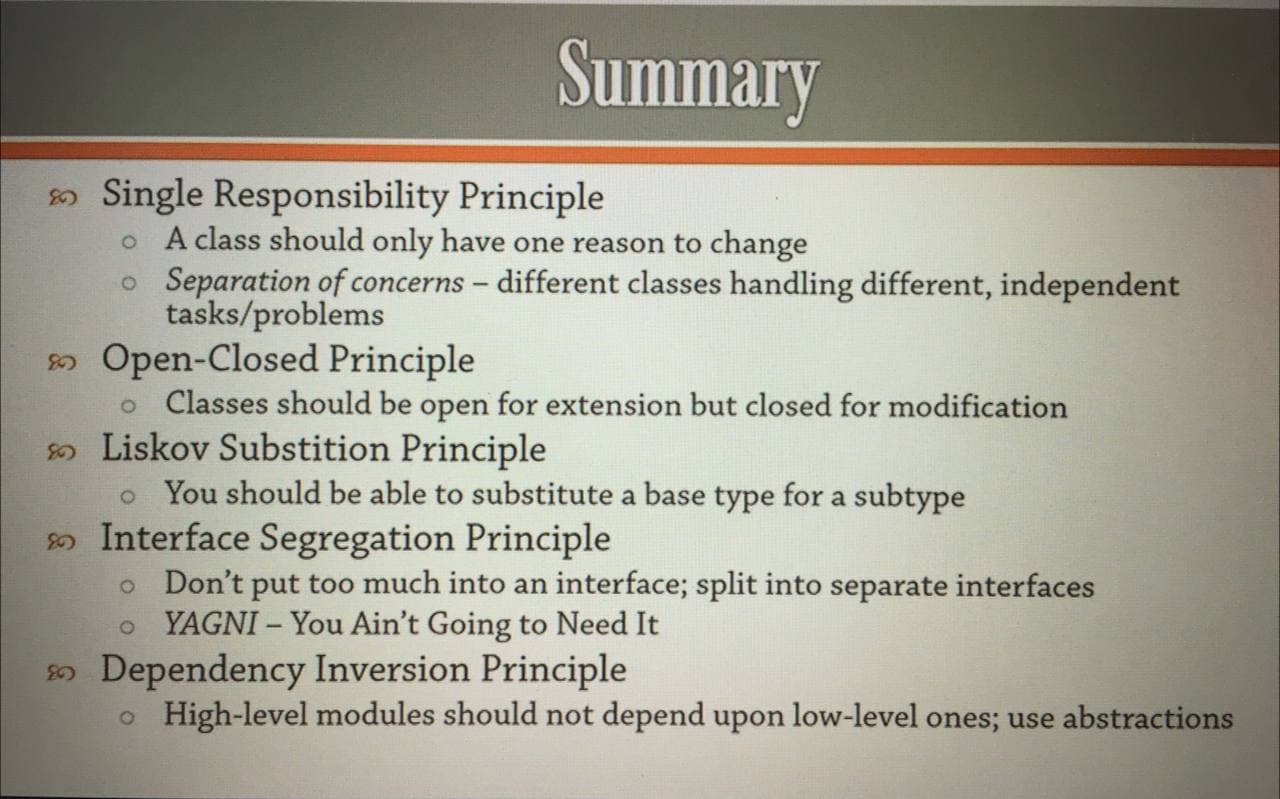 Summary
Single Responsibility Principle
A class should only have one reason to change
Separation of concerns – different classes handling different, independent
tasks/problems
Open-Closed Principle
Classes should be open for extension but closed for modification
Liskov Substition Principle
You should be able to substitute a base type for a subtype
Interface Segregation Principle
Don't put too much into an interface; split into separate interfaces
YAGNI – You Ain't Going to Need It
Dependency Inversion Principle
High-level modules should not depend upon low-level ones; use abstractions